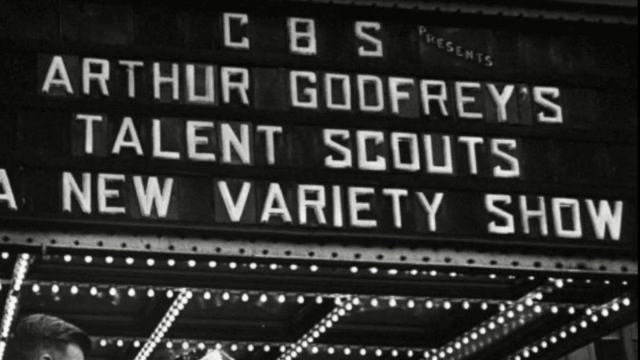 CBS PRESENTS
ARTHUR GODFREY'S
TALENT SCOUTS
A NEW VARIETY SHOW